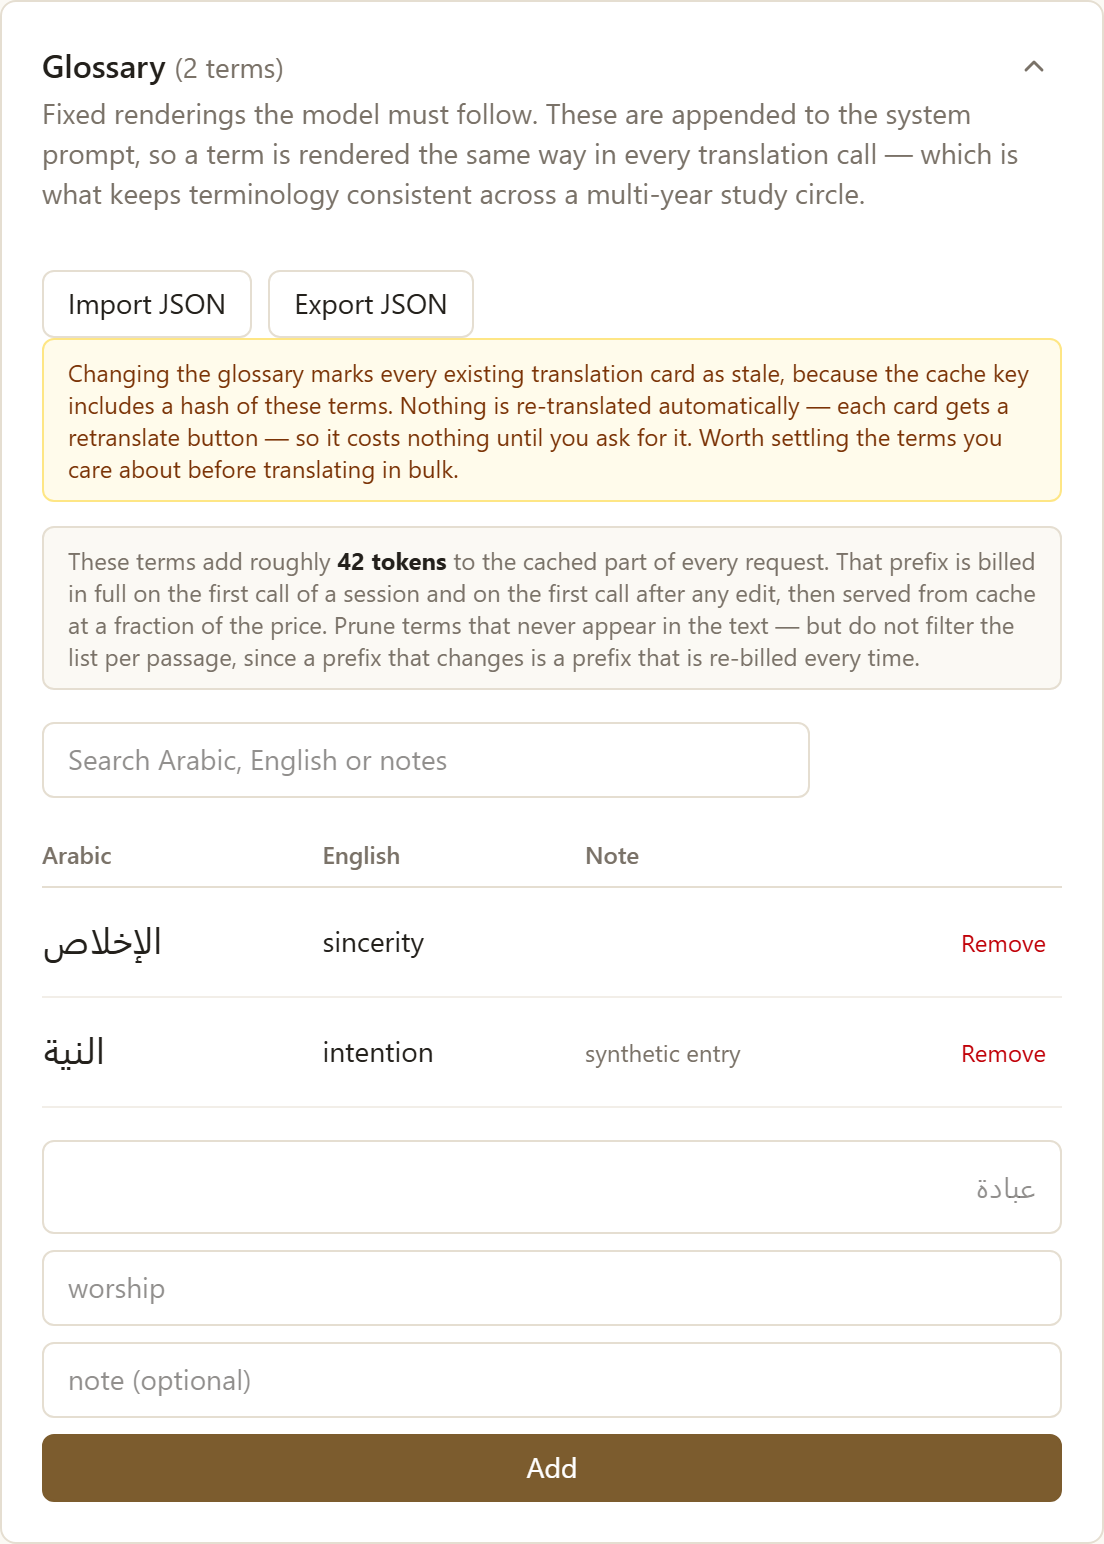 Glossary (2 terms)
Fixed renderings the model must follow. These are appended to the system
prompt, so a term is rendered the same way in every translation call — which is
what keeps terminology consistent across a multi-year study circle.
Import JSON Export JSON
Changing the glossary marks every existing translation card as stale, because the cache key
includes a hash of these terms. Nothing is re-translated automatically — each card gets a
retranslate button — so it costs nothing until you ask for it. Worth settling the terms you
care about before translating in bulk.
These terms add roughly 42 tokens to the cached part of every request. That prefix is billed
in full on the first call of a session and on the first call after any edit, then served from cache
at a fraction of the price. Prune terms that never appear in the text — but do not filter the
list per passage, since a prefix that changes is a prefix that is re-billed every time.
Search Arabic, English or notes
Arabic English Note
الإخلاص sincerity Remove
النية intention synthetic entry Remove
عبادة
worship
note (optional)
Add